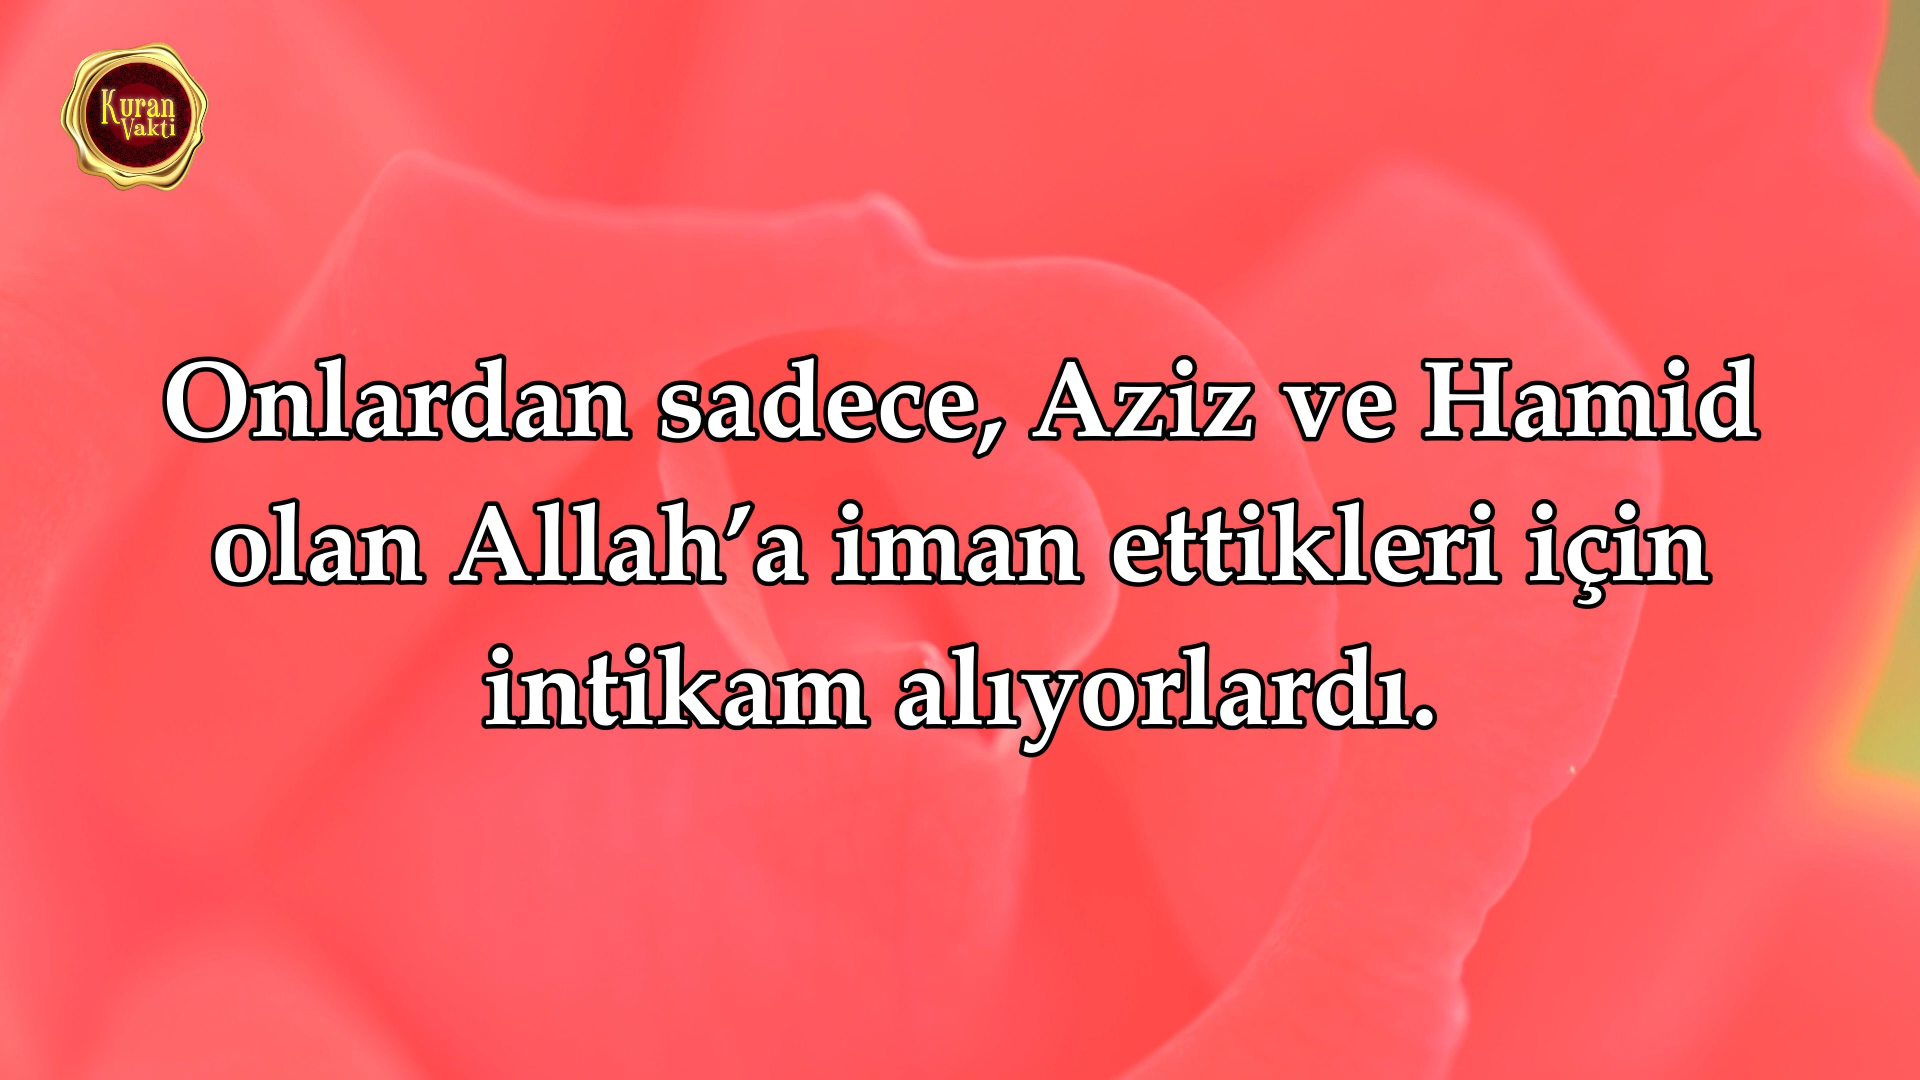 Kuran
Vakti
Onlardan sadece, Aziz ve Hamid
olan Allah’a iman ettikleri için
intikam alıyorlardı.